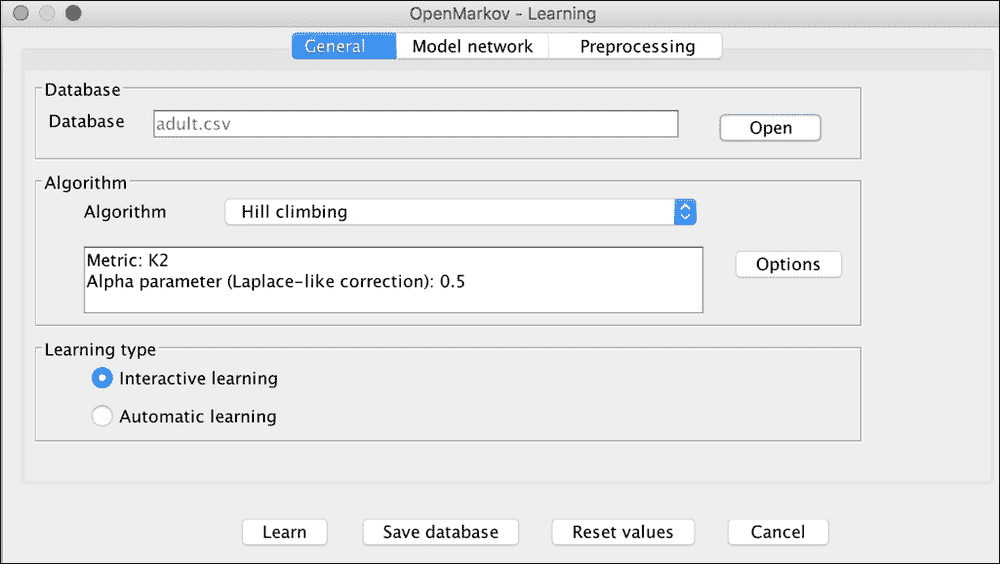 OpenMarkov - Learning
General Model network Preprocessing
Database
Database adult.csv Open
Algorithm
Algorithm Hill climbing
Metric: K2
Alpha parameter (Laplace-like correction): 0.5
Options
Learning type
Interactive learning
Automatic learning
Learn Save database Reset values Cancel